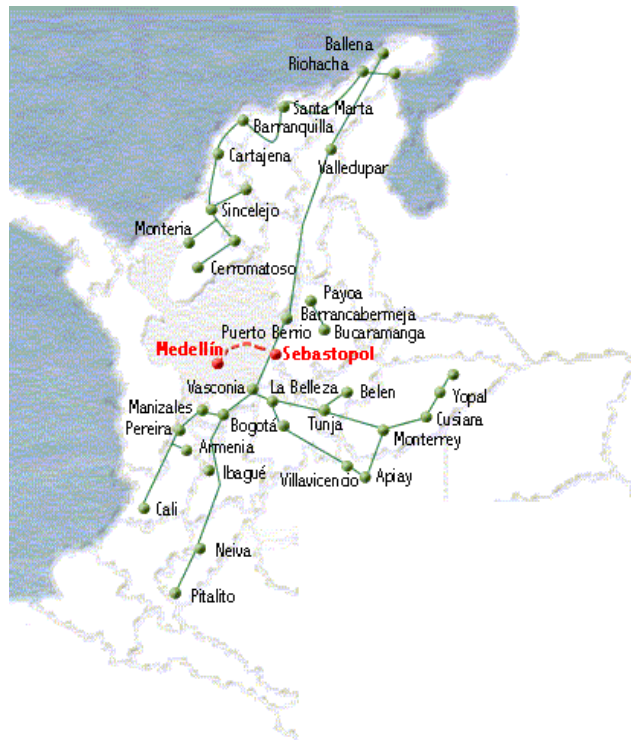 Ballena
Riohacha
Santa Marta
Barranquilla
Cartajena
Valledupar
Sincelejo
Monteria
Cerromatoso
Payoa
Barrancabermeja
Puerto Berrio
Bucaramanga
Medellín
Sebastopol
Vasconia
La Belleza
Belen
Yopal
Manizales
Cusiara
Pereira
Bogotá
Tunja
Monterrey
Armenia
Ibagué
Villavicencio
Apiay
Cali
Neiva
Pitalito